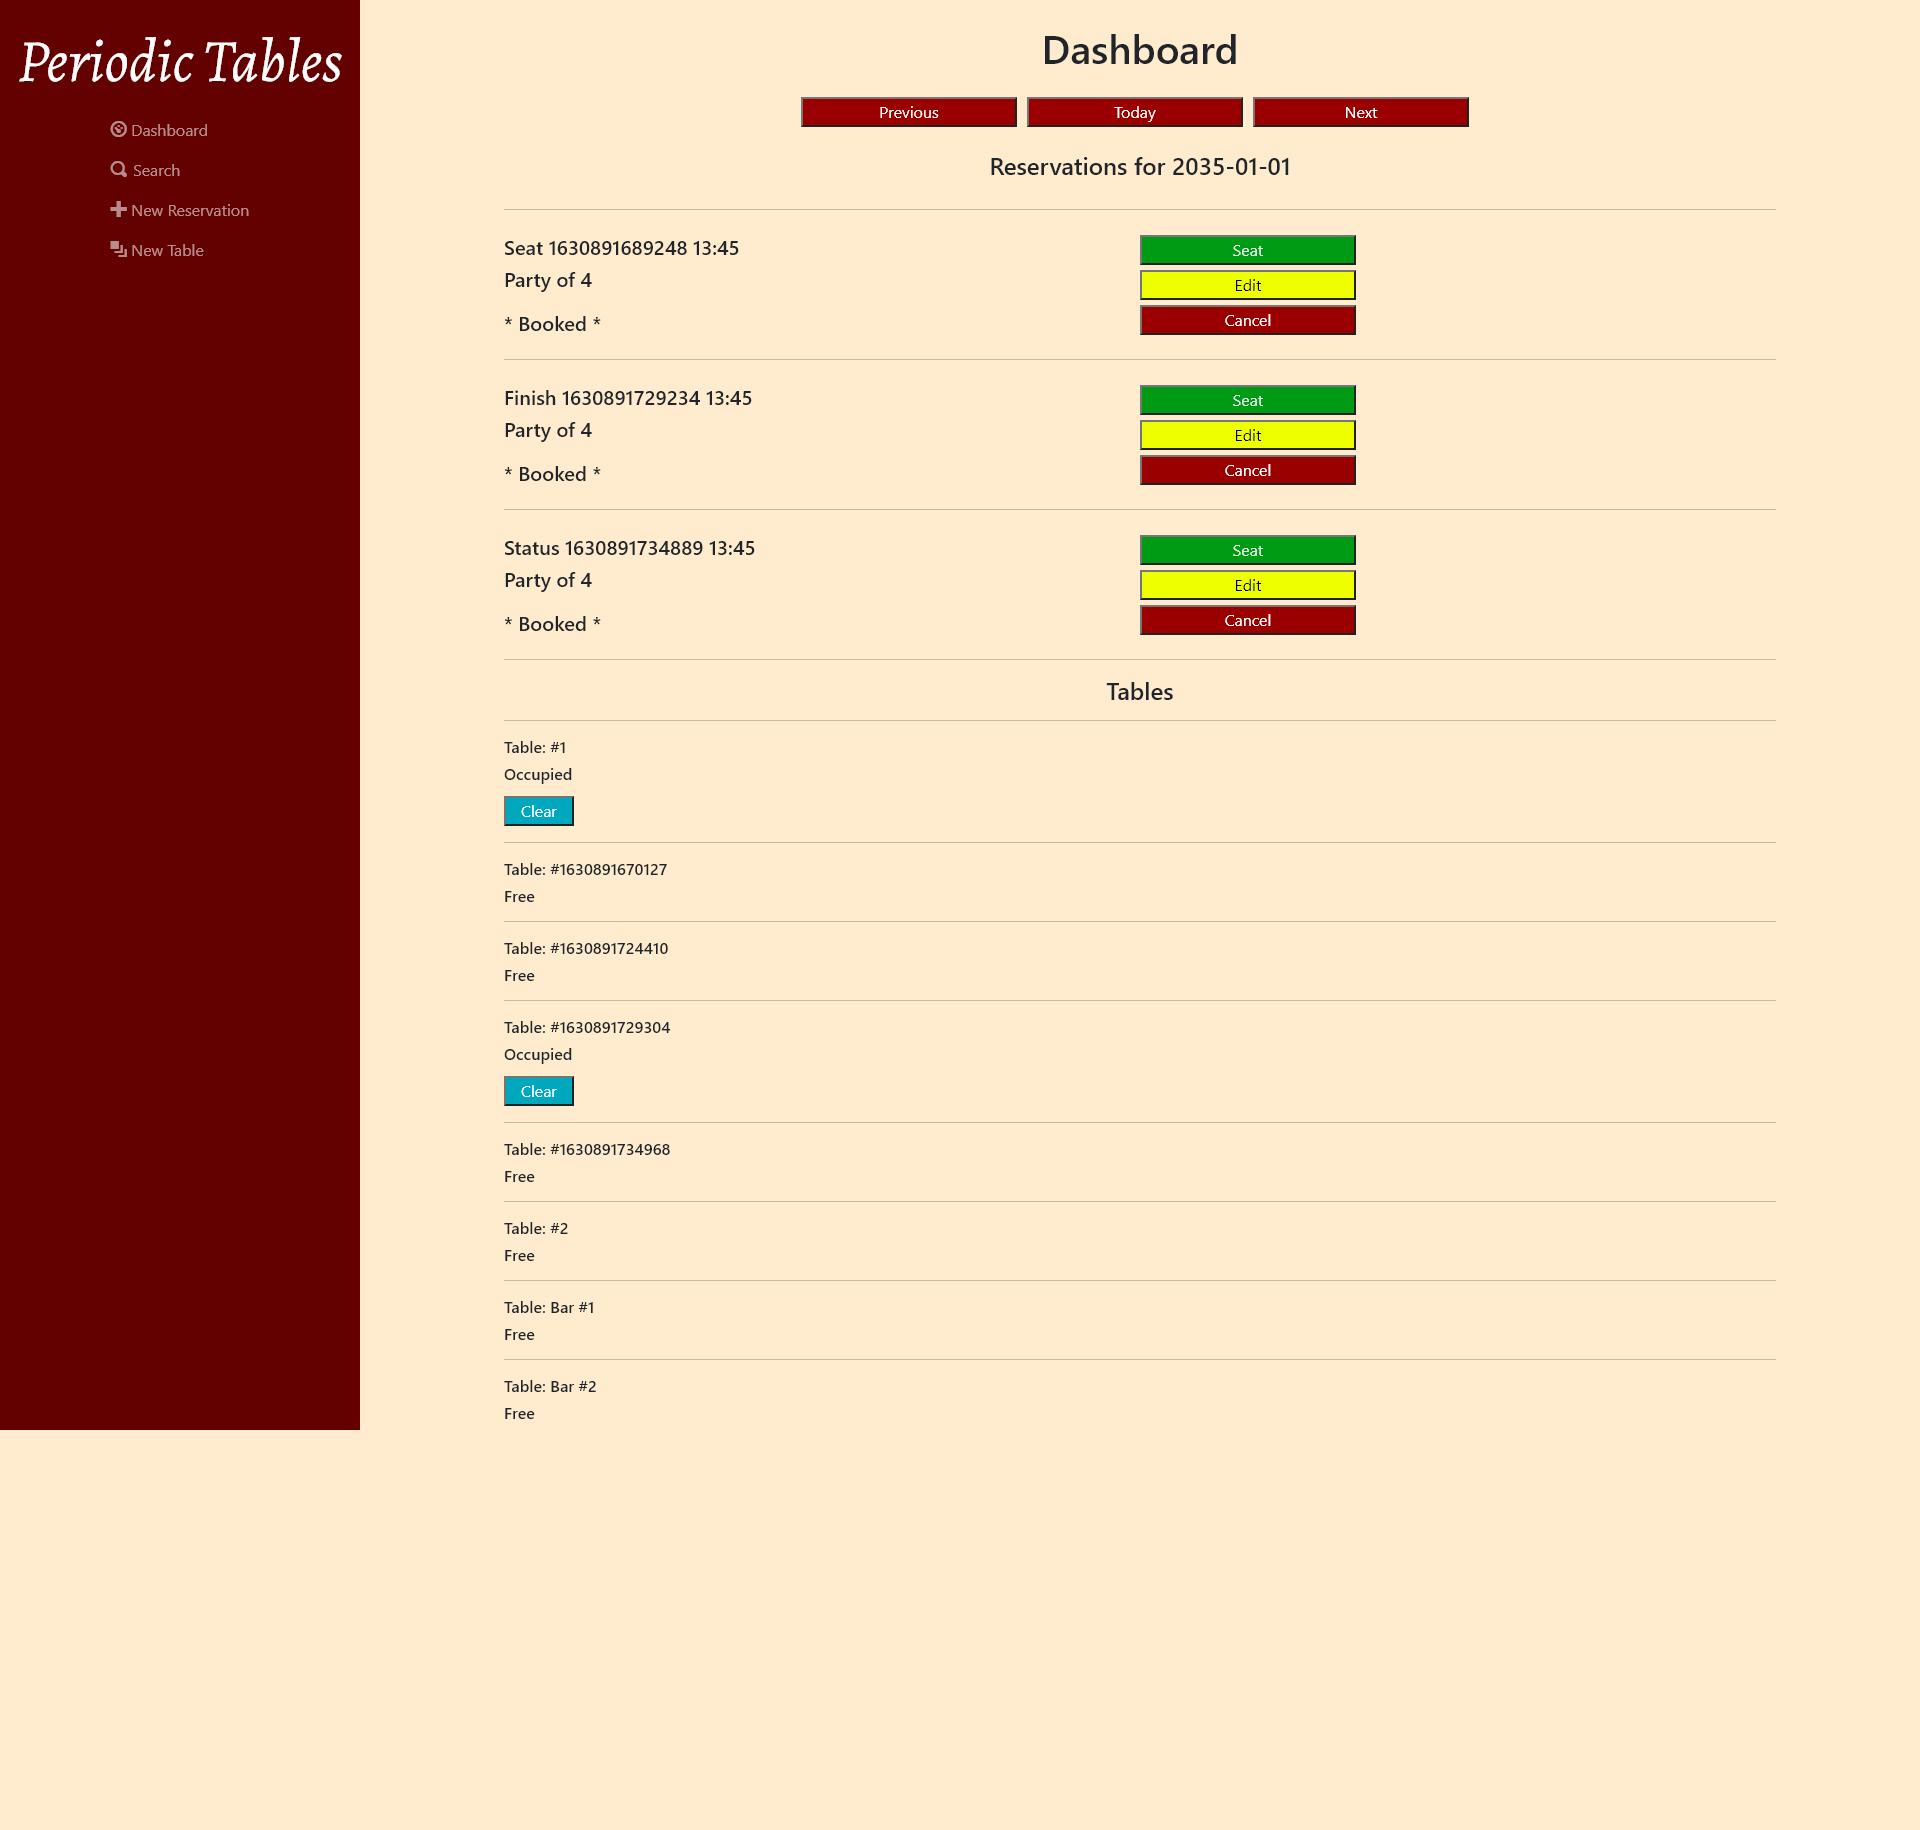 Periodic Tables
Dashboard
Search
New Reservation
New Table
Dashboard
Previous Today Next
Reservations for 2035-01-01
Seat 1630891689248 13:45
Party of 4
* Booked *
Seat
Edit
Cancel
Finish 1630891729234 13:45
Party of 4
* Booked *
Seat
Edit
Cancel
Status 1630891734889 13:45
Party of 4
* Booked *
Seat
Edit
Cancel
Tables
Table: #1
Occupied
Clear
Table: #1630891670127
Free
Table: #1630891724410
Free
Table: #1630891729304
Occupied
Clear
Table: #1630891734968
Free
Table: #2
Free
Table: Bar #1
Free
Table: Bar #2
Free